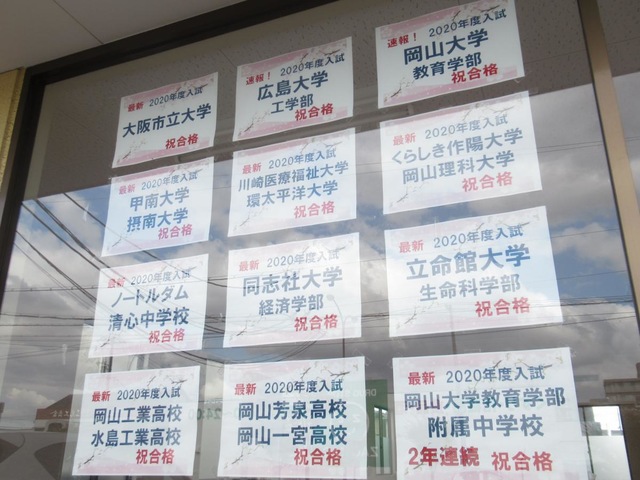 最新 2020年度入試
大阪市立大学
祝合格
速報！ 2020年度入試
広島大学
工学部
祝合格
速報！ 2020年度入試
岡山大学
教育学部
祝合格
最新 2020年度入試
甲南大学
摂南大学
祝合格
最新 2020年度入試
川崎医療福祉大学
環太平洋大学
祝合格
最新 2020年度入試
くらしき作陽大学
岡山理科大学
祝合格
最新 2020年度入試
ノートルダム
清心中学校
祝合格
最新 2020年度入試
同志社大学
経済学部
祝合格
最新 2020年度入試
立命館大学
生命科学部
祝合格
最新 2020年度入試
岡山工業高校
水島工業高校
祝合格
最新 2020年度入試
岡山芳泉高校
岡山一宮高校
祝合格
最新 2020年度入試
岡山大学教育学部
附属中学校
2年連続 祝合格